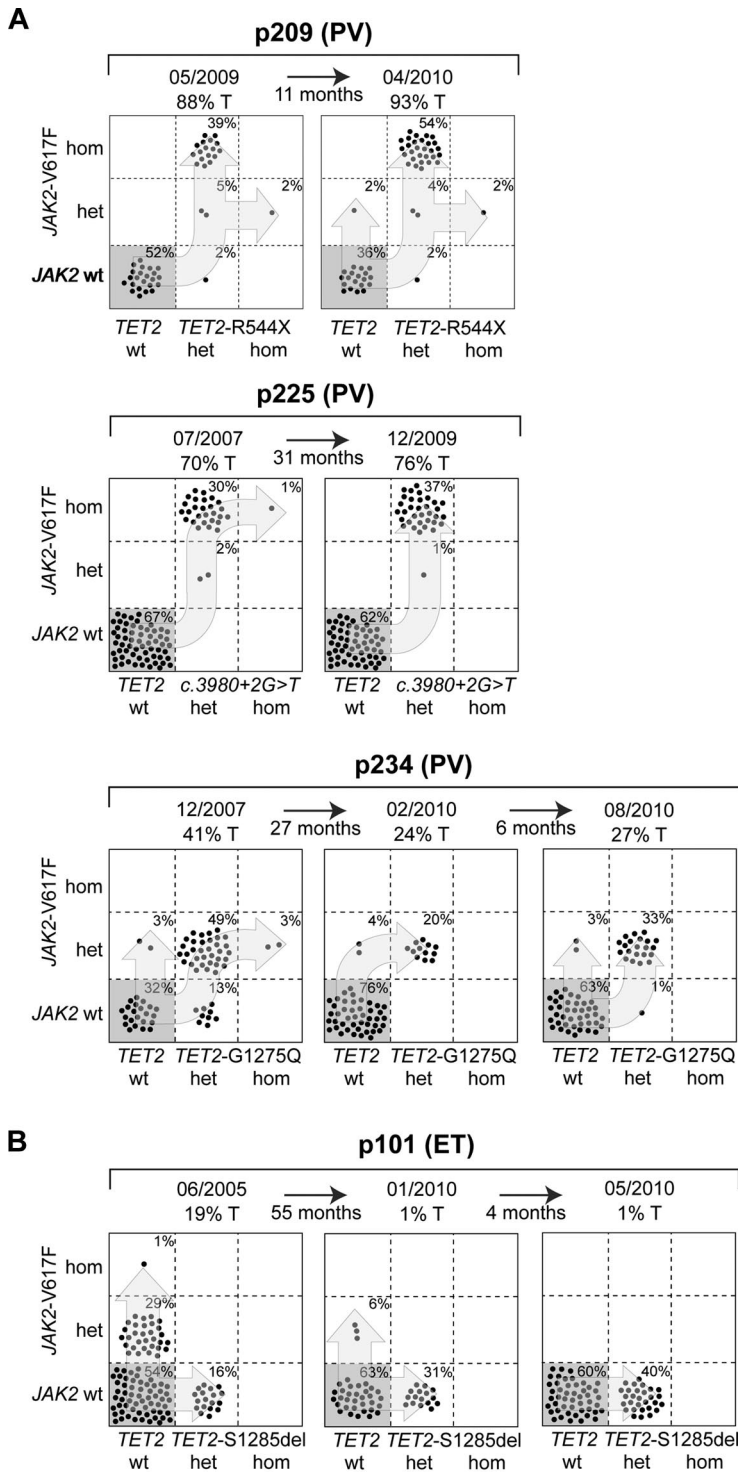 A
p209 (PV)
05/2009 04/2010
11 months
88% T 93% T
39% 54%
hom
5% 2% 2% 4% 2%
JAK2-V617F
het
52% 2% 36% 2%
JAK2 wt
TET2 TET2-R544X TET2 TET2-R544X
wt het hom wt het hom
p225 (PV)
07/2007 12/2009
31 months
70% T 76% T
30% 1% 37%
hom
2% 1%
JAK2-V617F
het
67% 62%
JAK2 wt
TET2 c.3980+2G>T TET2 c.3980+2G>T
wt het hom wt het hom
p234 (PV)
12/2007 02/2010 08/2010
27 months 6 months
41% T 24% T 27% T
hom
3% 49% 3% 4% 20% 3% 33%
JAK2-V617F
het
32% 13% 76% 63% 1%
JAK2 wt
TET2 TET2-G1275Q TET2 TET2-G1275Q TET2 TET2-G1275Q
wt het hom wt het hom wt het hom
B
p101 (ET)
06/2005 01/2010 05/2010
55 months 4 months
19% T 1% T 1% T
1%
hom
29% 6%
JAK2-V617F
het
54% 16% 63% 31% 60% 40%
JAK2 wt
TET2 TET2-S1285del TET2 TET2-S1285del TET2 TET2-S1285del
wt het hom wt het hom wt het hom